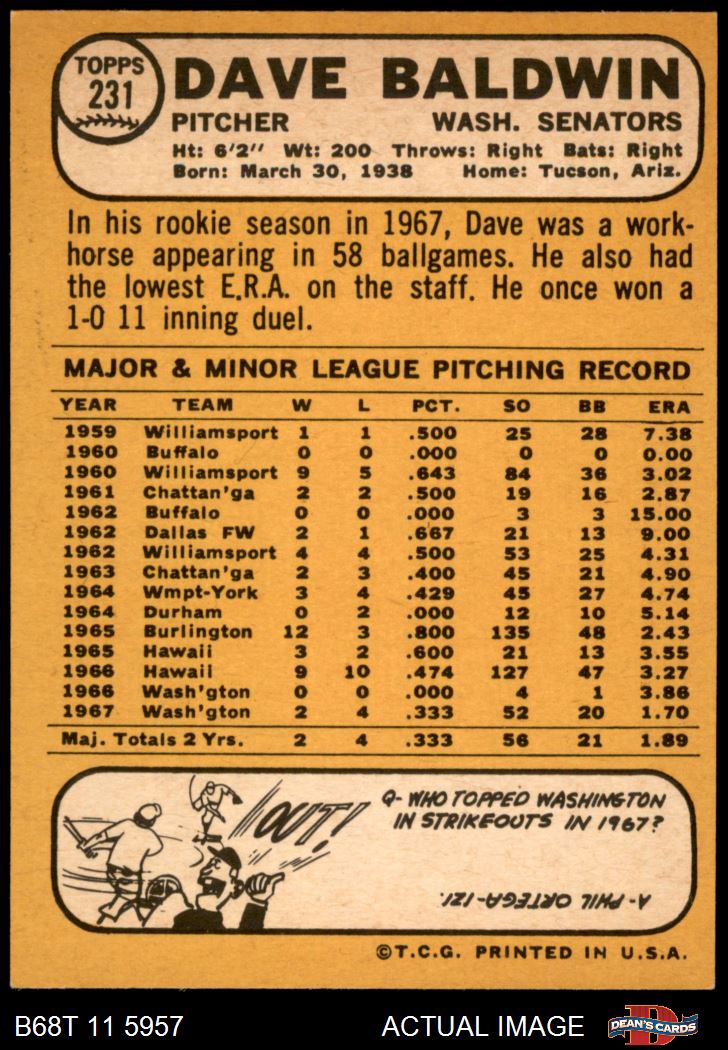 TOPPS
231
DAVE BALDWIN
PITCHER WASH. SENATORS
Ht: 6'2'' Wt: 200 Throws: Right Bats: Right
Born: March 30, 1938 Home: Tucson, Ariz.
In his rookie season in 1967, Dave was a work-
horse appearing in 58 ballgames. He also had
the lowest E.R.A. on the staff. He once won a
1-0 11 inning duel.
MAJOR & MINOR LEAGUE PITCHING RECORD
YEAR TEAM W L PCT. SO BB ERA
1959 Williamsport 1 1 .500 25 28 7.38
1960 Buffalo 0 0 .000 0 0 0.00
1960 Williamsport 9 5 .643 84 36 3.02
1961 Chattan'ga 2 2 .500 19 16 2.87
1962 Buffalo 0 0 .000 3 3 15.00
1962 Dallas FW 2 1 .667 21 13 9.00
1962 Williamsport 4 4 .500 53 25 4.31
1963 Chattan'ga 2 3 .400 45 21 4.90
1964 Wmpt-York 3 4 .429 45 27 4.74
1964 Durham 0 2 .000 12 10 5.14
1965 Burlington 12 3 .800 135 48 2.43
1965 Hawaii 3 2 .600 21 13 3.55
1966 Hawaii 9 10 .474 127 47 3.27
1966 Wash'gton 0 0 .000 4 1 3.86
1967 Wash'gton 2 4 .333 52 20 1.70
Maj. Totals 2 Yrs. 2 4 .333 56 21 1.89
OUT!
Q- WHO TOPPED WASHINGTON
IN STRIKEOUTS IN 1967?
A- PHIL ORTEGA-121.
©T.C.G. PRINTED IN U.S.A.
B68T 11 5957 ACTUAL IMAGE
D
DEAN'S CARDS